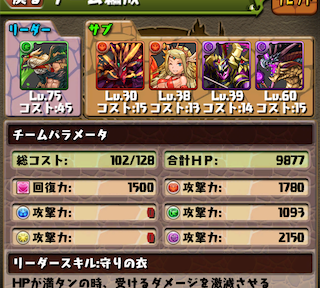 リーダー サブ
Lv.75 Lv.30 Lv.38 Lv.39 Lv.60
コスト:45 コスト:15 コスト:13 コスト:14 コスト:15
チームパラメータ
総コスト: 102/128 合計HP: 9877
回復力: 1500 攻撃力: 1780
攻撃力: 0 攻撃力: 1093
攻撃力: 0 攻撃力: 2150
リーダースキル:守りの衣
HPが満タンの時、受けるダメージを激減させる